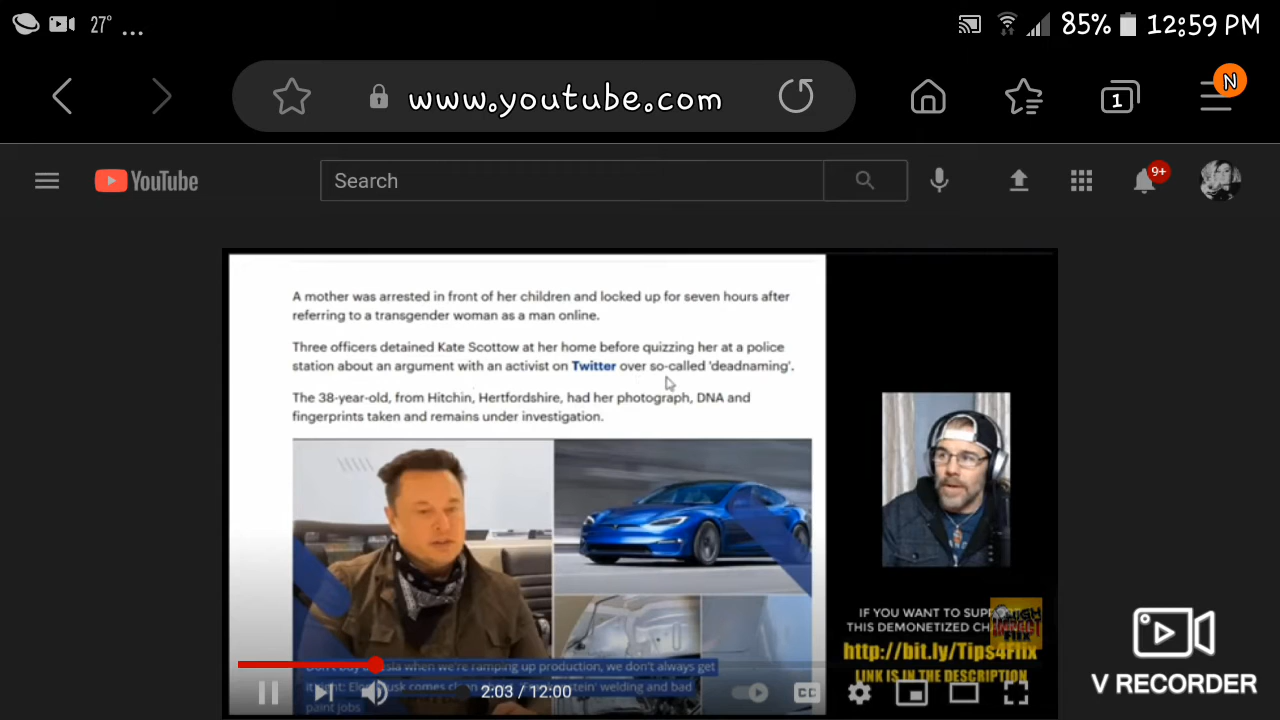 27° ...
85% 12:59 PM
www.youtube.com
1
N
YouTube
Search
9+
A mother was arrested in front of her children and locked up for seven hours after
referring to a transgender woman as a man online.
Three officers detained Kate Scottow at her home before quizzing her at a police
station about an argument with an activist on Twitter over so-called 'deadnaming'.
The 38-year-old, from Hitchin, Hertfordshire, had her photograph, DNA and
fingerprints taken and remains under investigation.
when we're ramping up production, we don't always get
comes welding and bad
paint jobs
IF YOU WANT TO SUPPORT
THIS DEMONETIZED
http://bit.ly/Tips4Flix
LINK IS IN THE DESCRIPTION
2:03 / 12:00
CC
V RECORDER